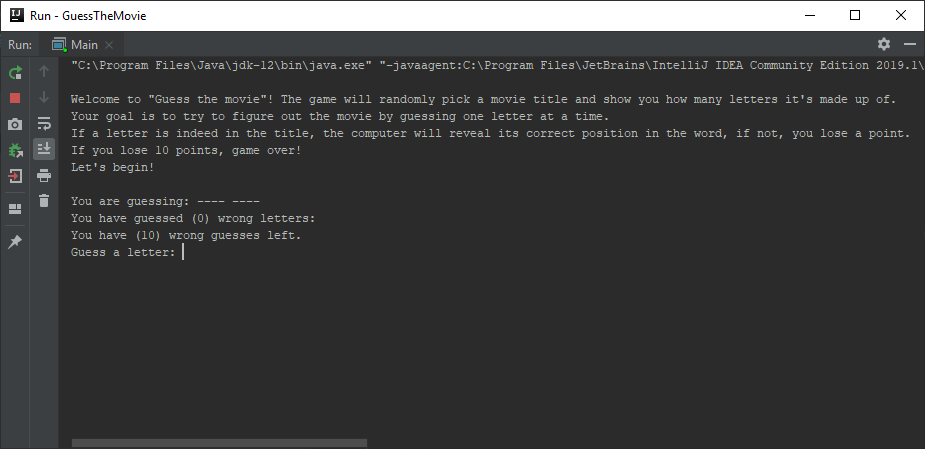 IJ Run - GuessTheMovie
Run: Main
"C:\Program Files\Java\jdk-12\bin\java.exe" "-javaagent:C:\Program Files\JetBrains\IntelliJ IDEA Community Edition 2019.1\
Welcome to "Guess the movie"! The game will randomly pick a movie title and show you how many letters it's made up of.
Your goal is to try to figure out the movie by guessing one letter at a time.
If a letter is indeed in the title, the computer will reveal its correct position in the word, if not, you lose a point.
If you lose 10 points, game over!
Let's begin!
You are guessing: ---- ----
You have guessed (0) wrong letters:
You have (10) wrong guesses left.
Guess a letter: